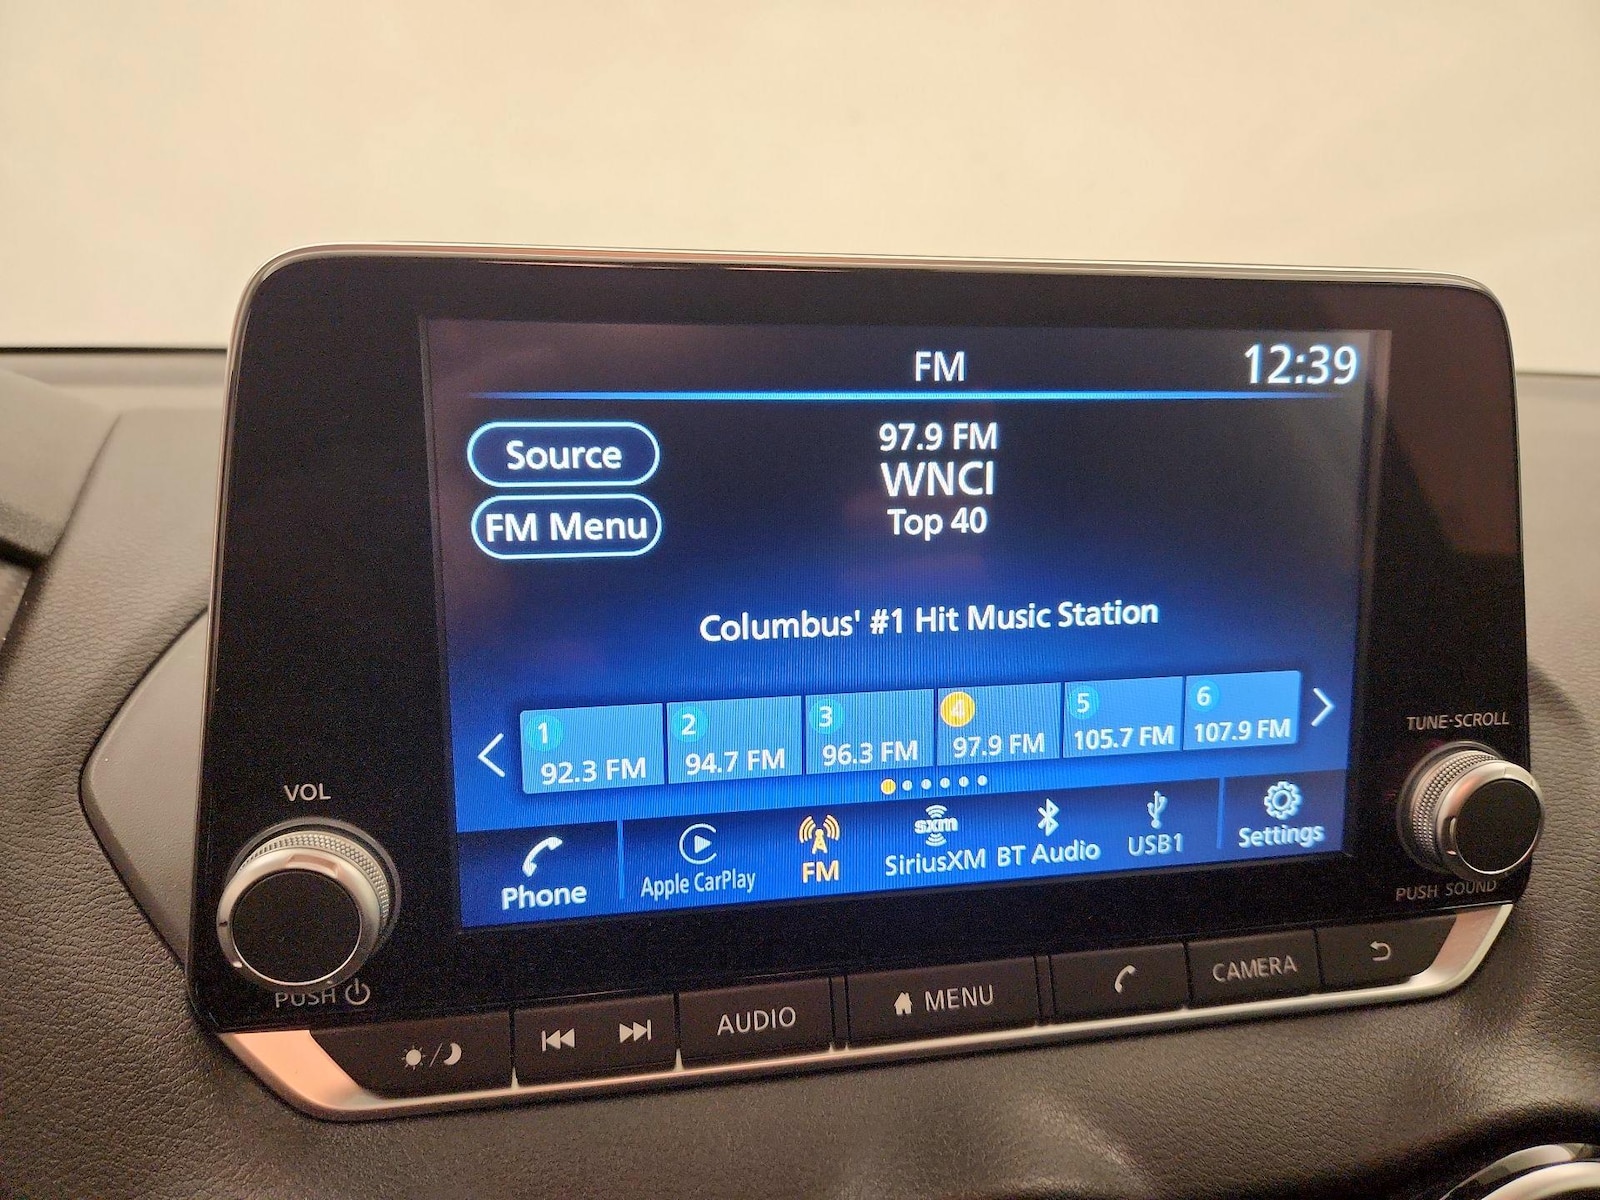 FM
12:39
Source
FM Menu
97.9 FM
WNCI
Top 40
Columbus' #1 Hit Music Station
1 92.3 FM
2 94.7 FM
3 96.3 FM
4 97.9 FM
5 105.7 FM
6 107.9 FM
Phone
Apple CarPlay
FM
sxm
SiriusXM
BT Audio
USB1
Settings
VOL
PUSH
TUNE·SCROLL
PUSH SOUND
AUDIO
MENU
CAMERA